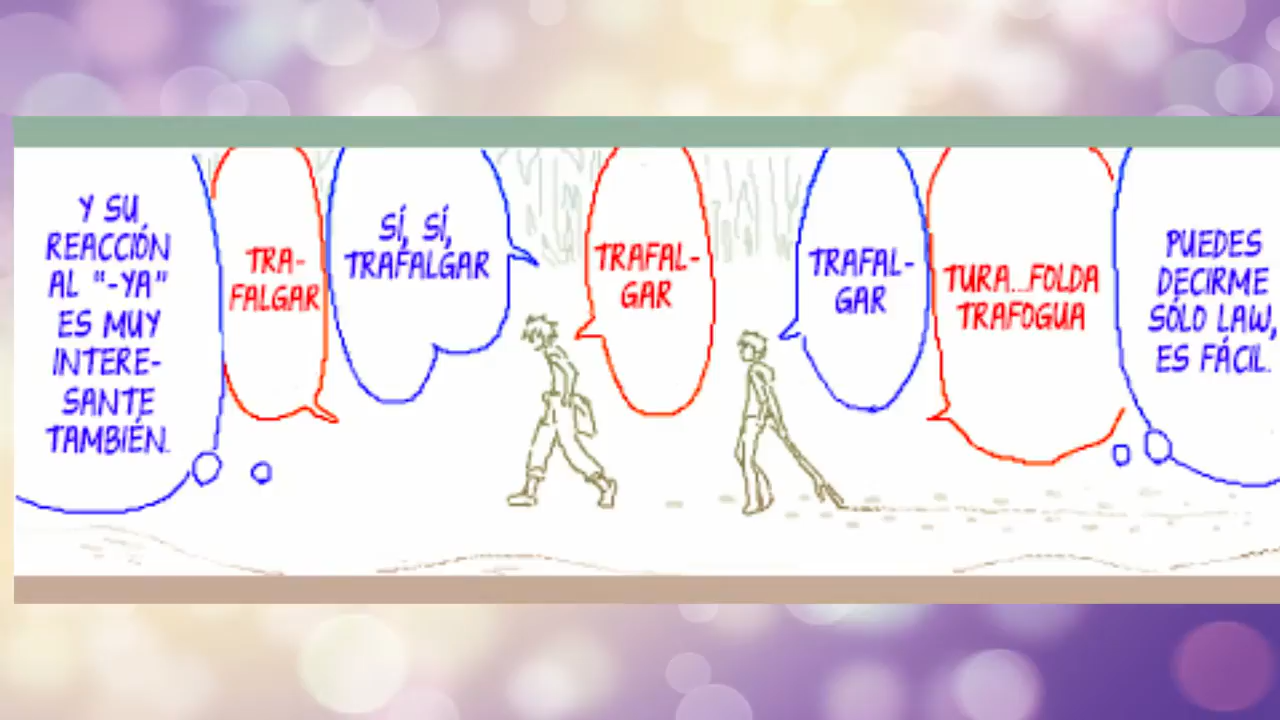 PUEDES
DECIRME
SÓLO LAW,
ES FÁCIL.
TURA...FOLDA
TRAFOGUA
TRAFAL-
GAR
TRAFAL-
GAR
SÍ, SÍ,
TRAFALGAR
TRA-
FALGAR
Y SU
REACCIÓN
AL "-YA"
ES MUY
INTERE-
SANTE
TAMBIÉN.